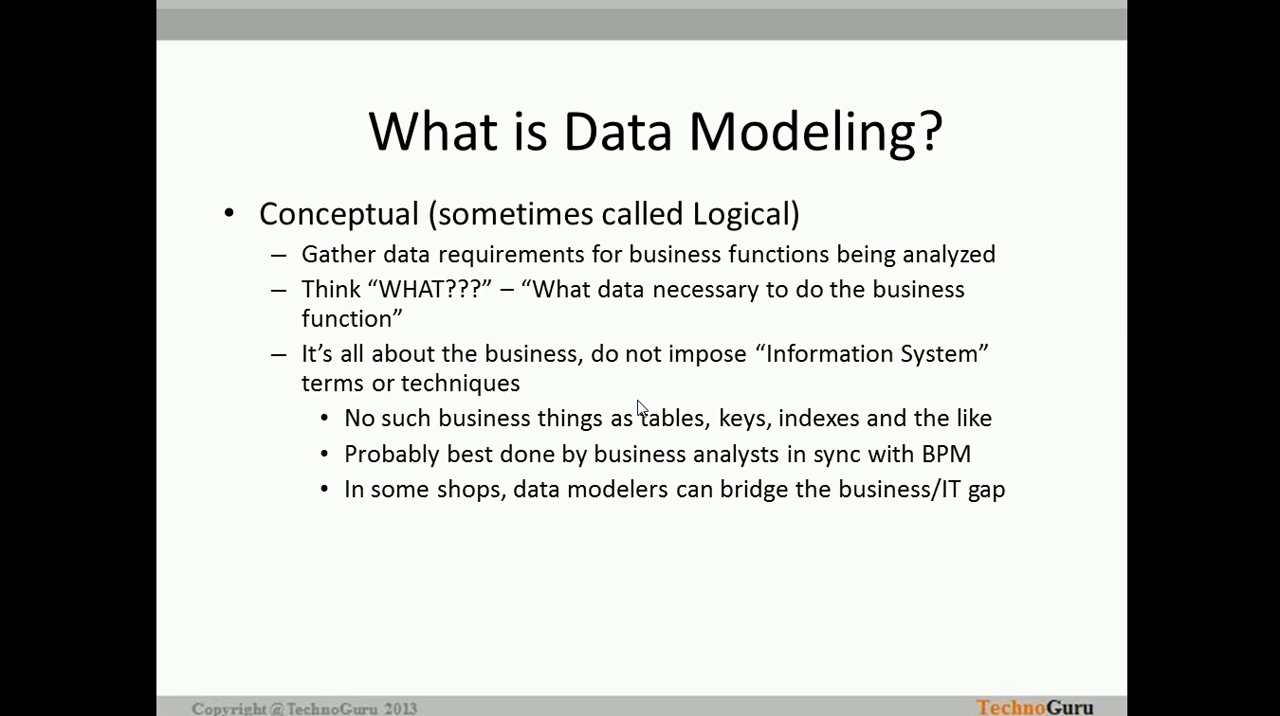 What is Data Modeling?
• Conceptual (sometimes called Logical)
– Gather data requirements for business functions being analyzed
– Think “WHAT???” – “What data necessary to do the business
function”
– It’s all about the business, do not impose “Information System”
terms or techniques
• No such business things as tables, keys, indexes and the like
• Probably best done by business analysts in sync with BPM
• In some shops, data modelers can bridge the business/IT gap
Copyright @ TechnoGuru 2013
TechnoGuru